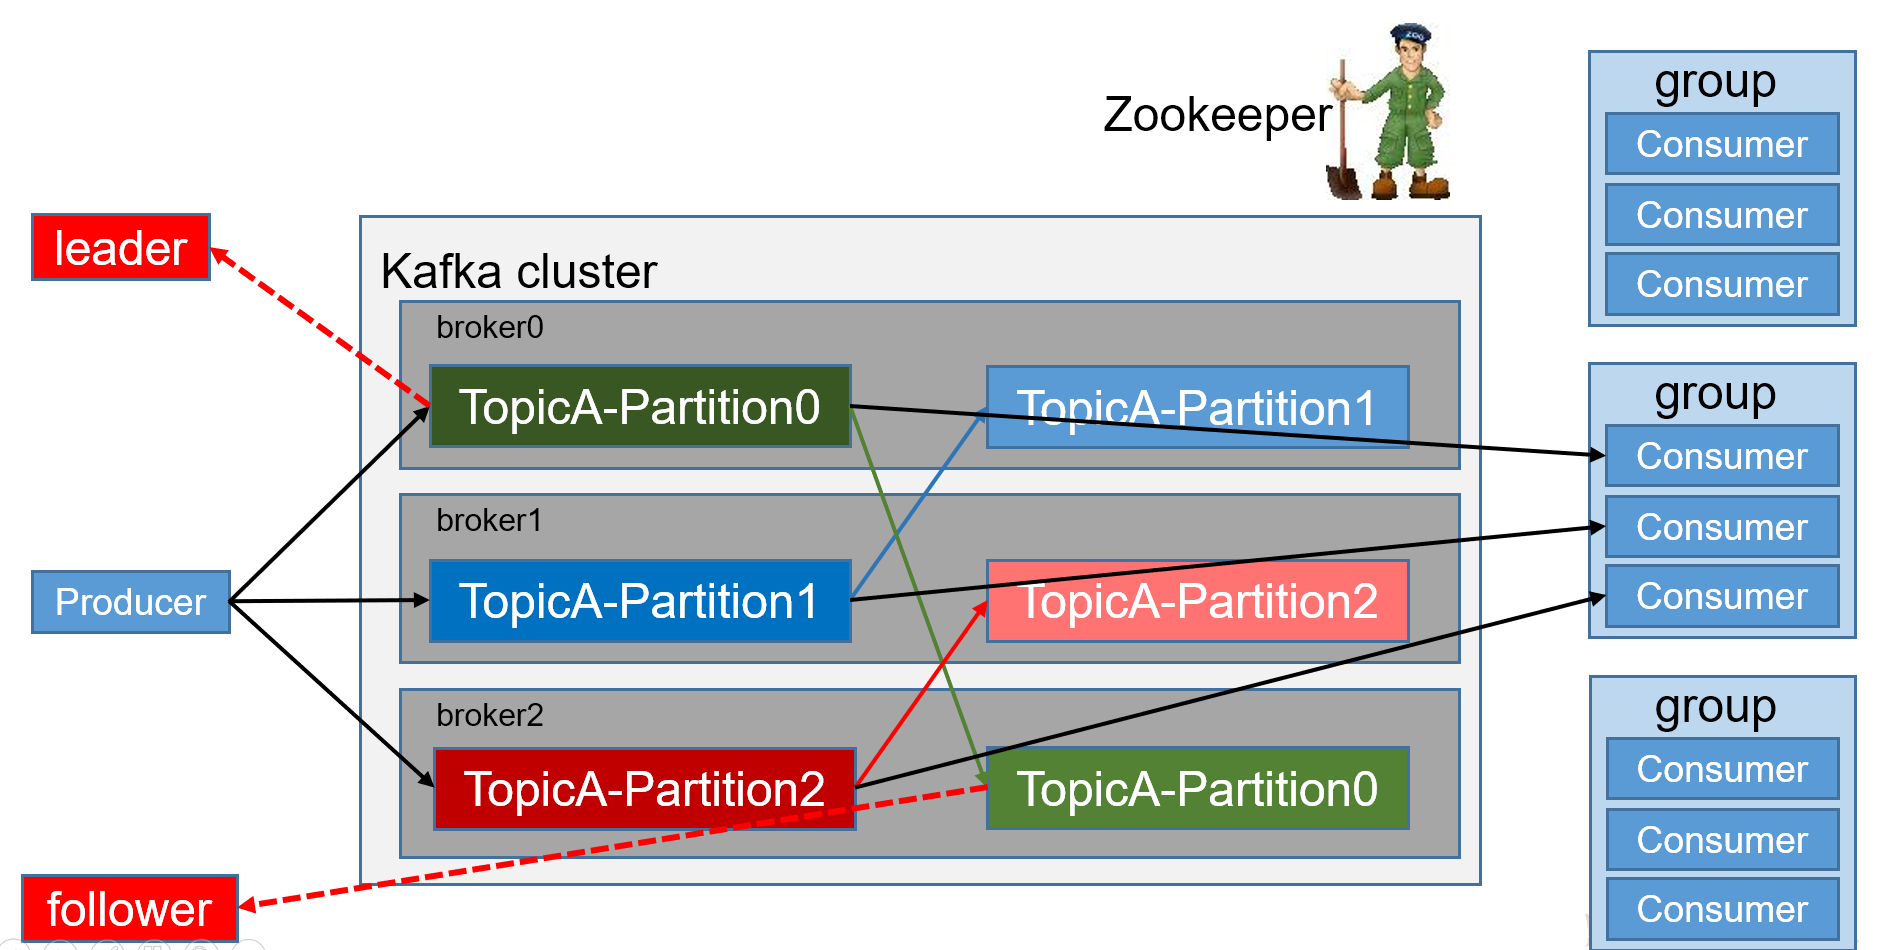 ZOO
Zookeeper
group
Consumer
Consumer
Consumer
leader
Kafka cluster
broker0
TopicA-Partition0
TopicA-Partition1
group
Consumer
Consumer
Consumer
broker1
TopicA-Partition1
TopicA-Partition2
Producer
broker2
TopicA-Partition2
TopicA-Partition0
group
Consumer
Consumer
Consumer
follower